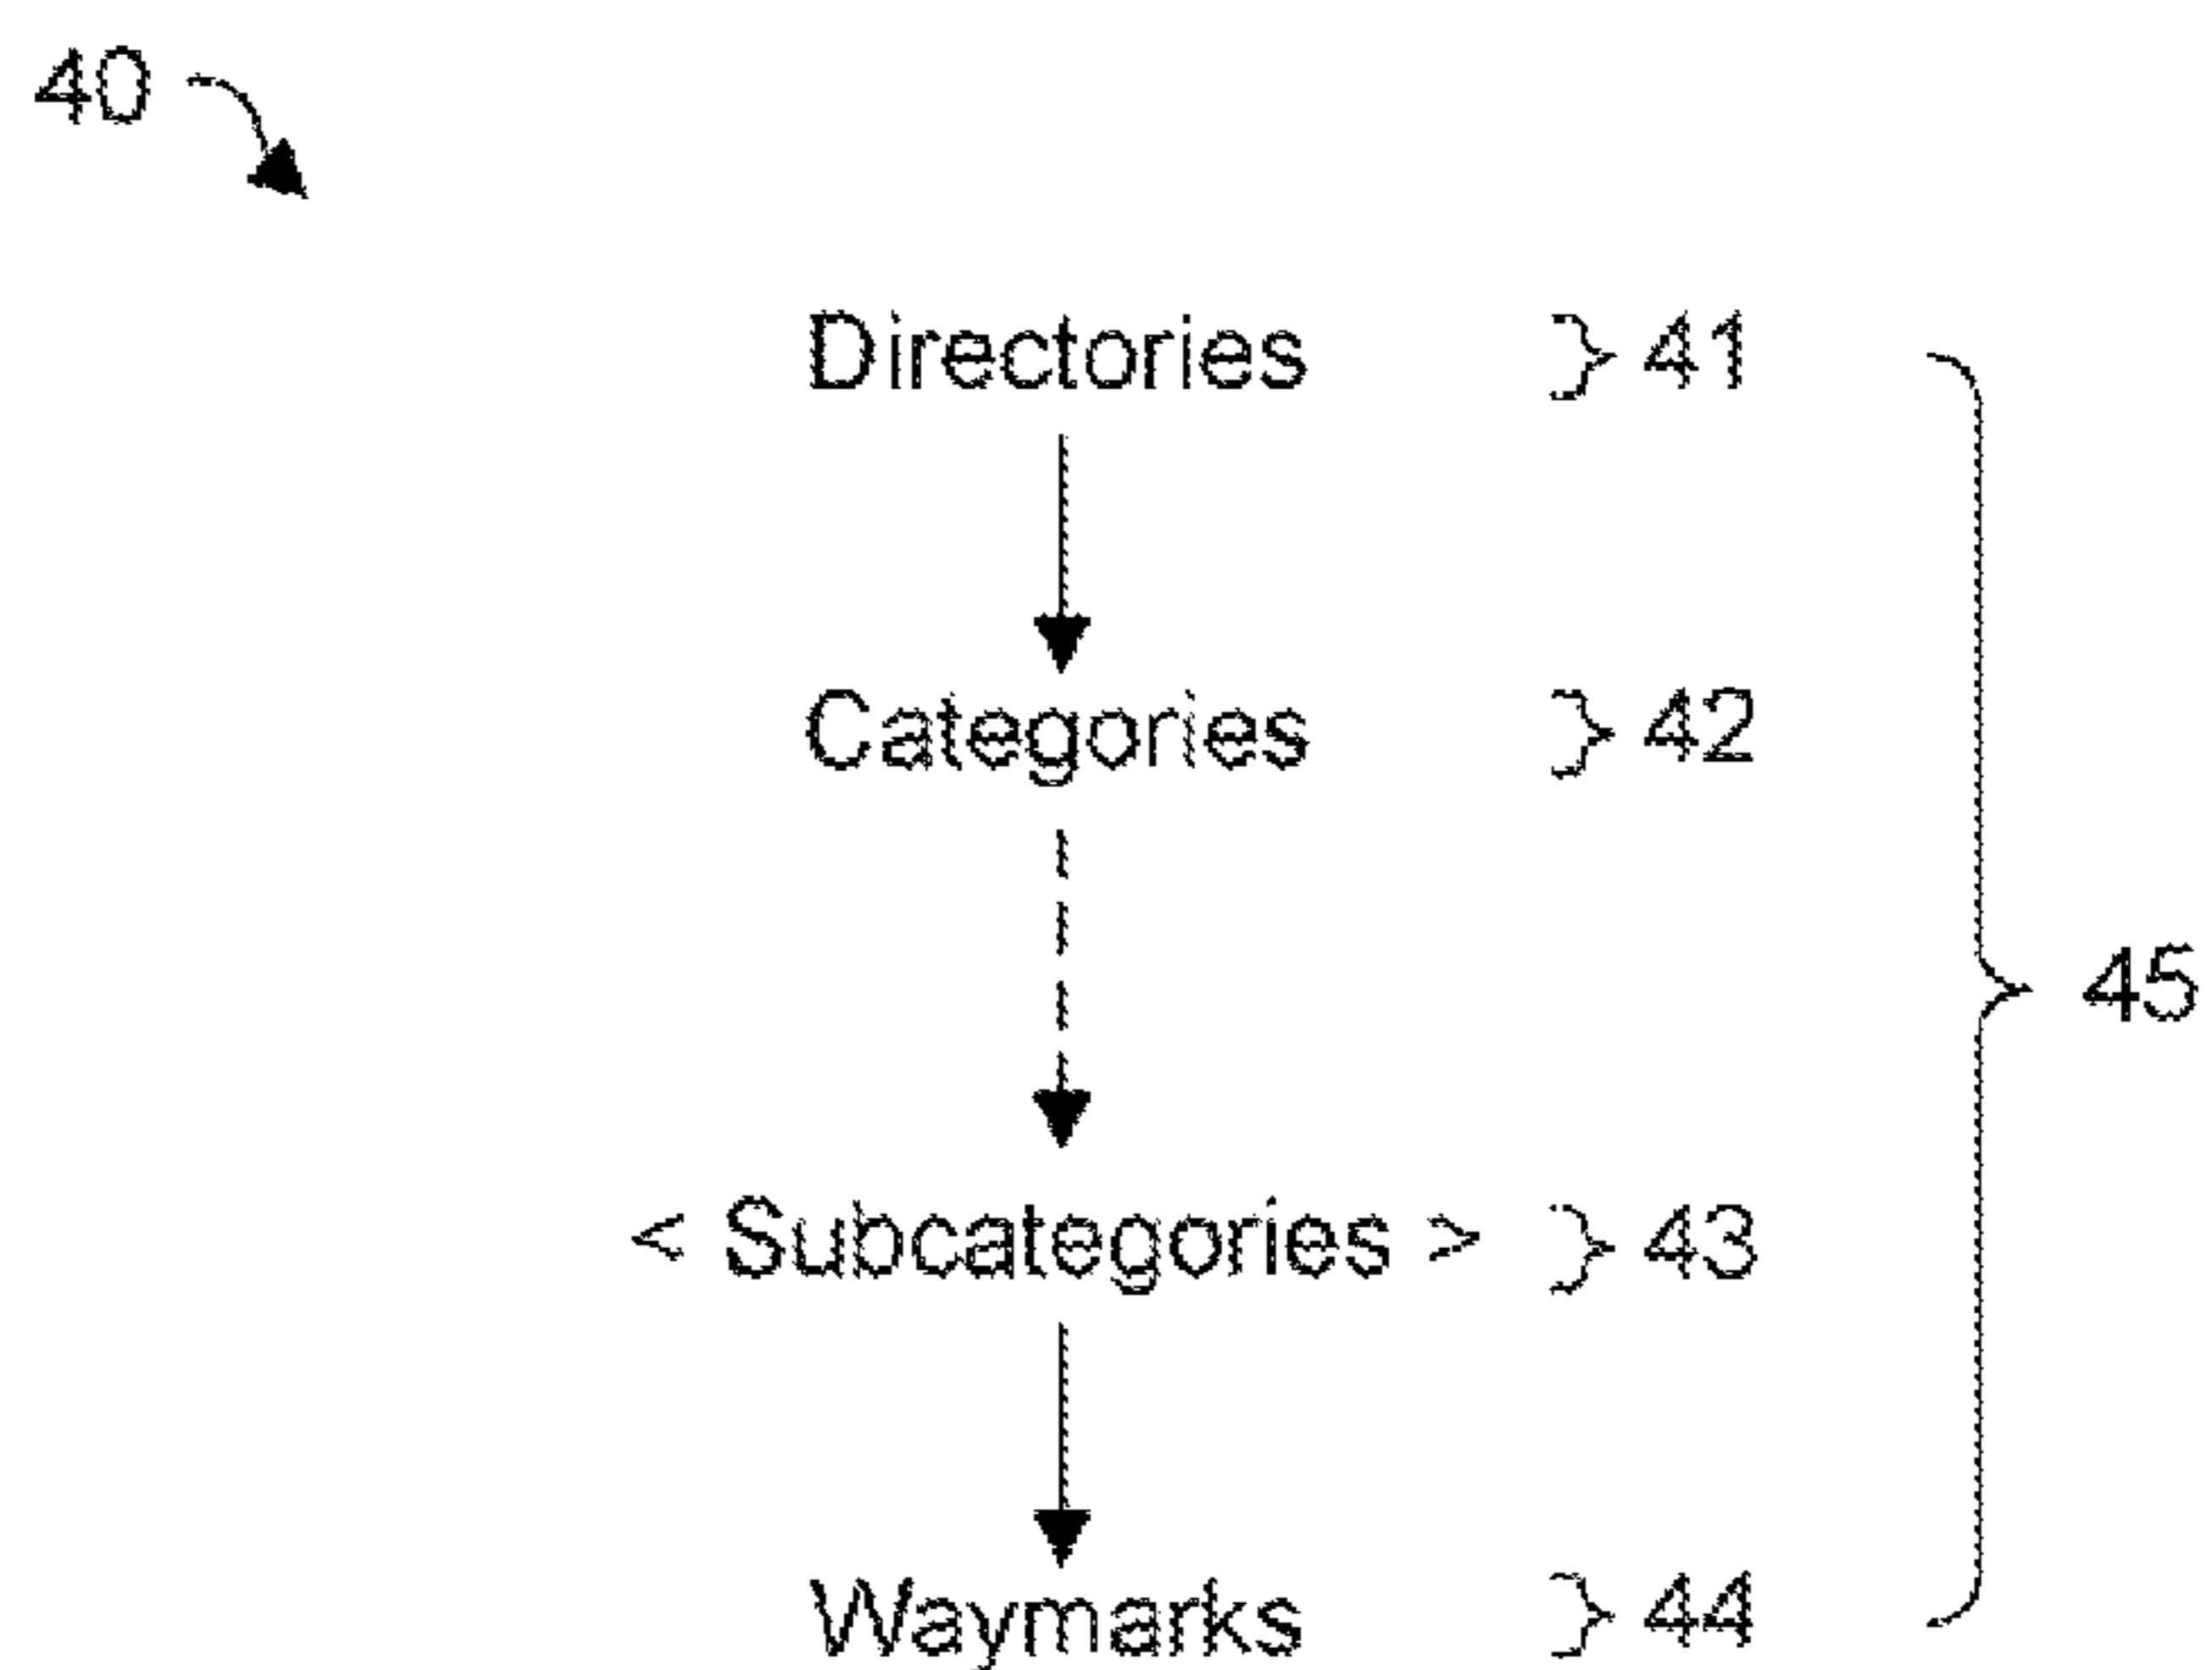 40
Directories 41
Categories 42
45
< Subcategories > 43
Waymarks 44